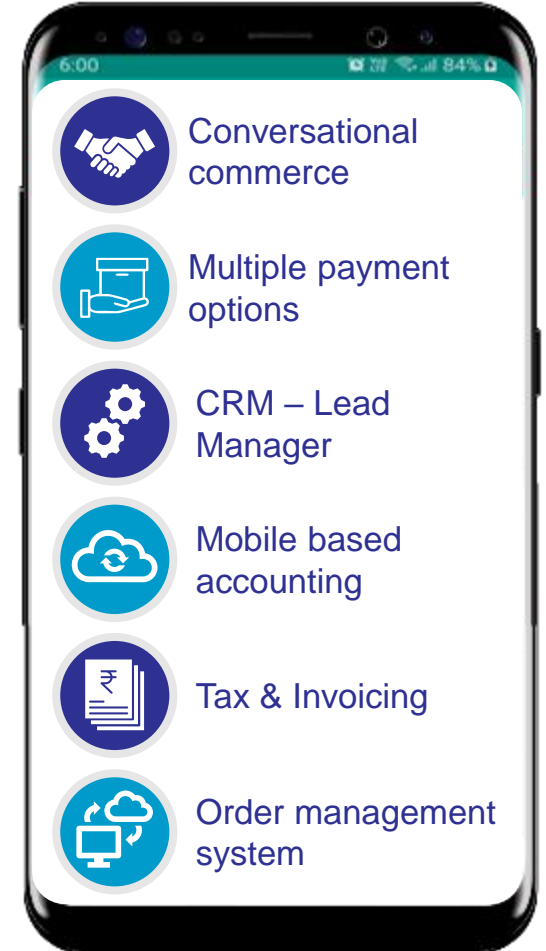 6:00
84%
Conversational
commerce
Multiple payment
options
CRM – Lead
Manager
Mobile based
accounting
₹
Tax & Invoicing
Order management
system